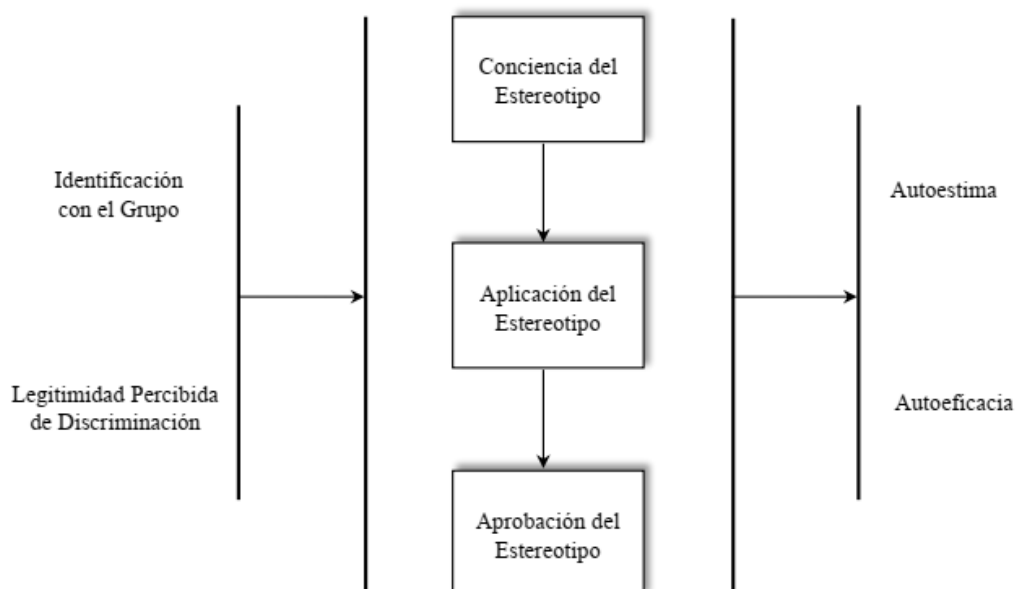 Conciencia del
Estereotipo
Identificación
con el Grupo
Autoestima
Aplicación del
Estereotipo
Legitimidad Percibida
de Discriminación
Autoeficacia
Aprobación del
Estereotipo